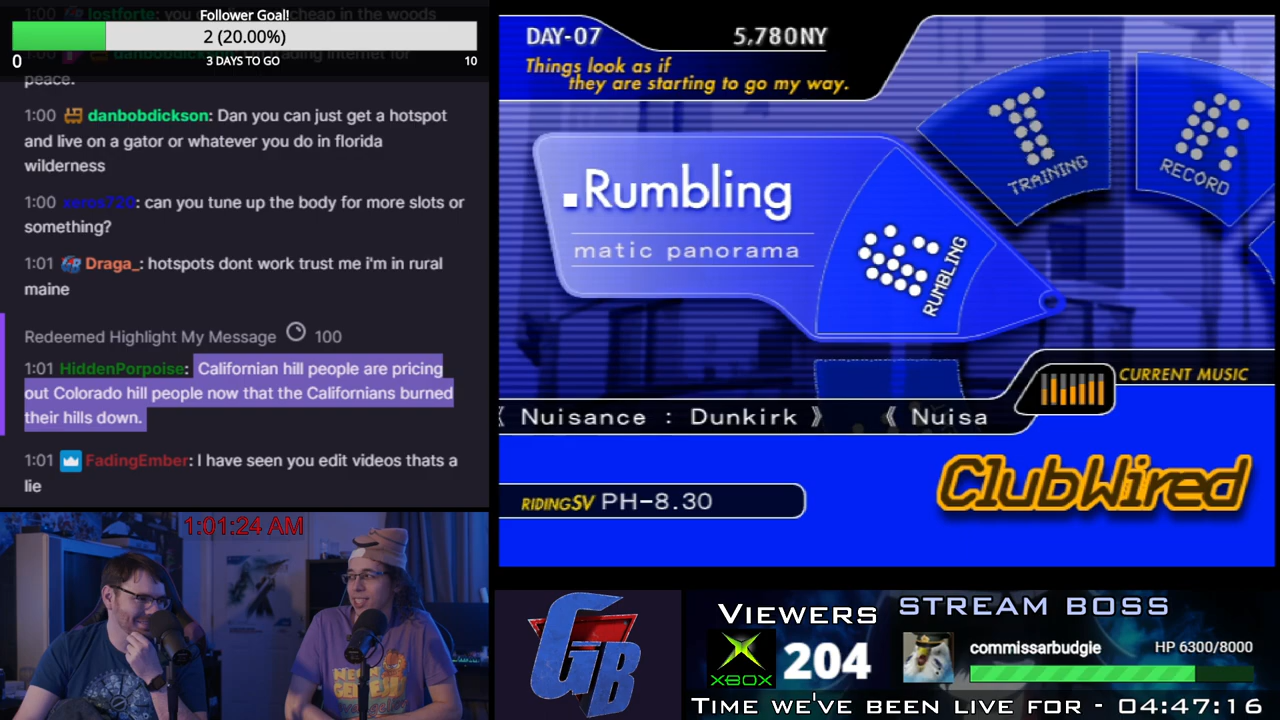 Follower Goal!
2 (20.00%)
0
3 DAYS TO GO
10
peace.
1:00 danbobdickson: Dan you can just get a hotspot
and live on a gator or whatever you do in florida
wilderness
1:00 xeros720: can you tune up the body for more slots or
something?
1:01 Draga_: hotspots dont work trust me i'm in rural
maine
Redeemed Highlight My Message 100
1:01 HiddenPorpoise: Californian hill people are pricing
out Colorado hill people now that the Californians burned
their hills down.
1:01 FadingEmber: I have seen you edit videos thats a
lie
1:01:24 AM
DAY-07
5,780NY
Things look as if
they are starting to go my way.
Rumbling
matic panorama
RUMBLING
T
TRAINING
R
RECORD
CURRENT MUSIC
《 Nuisance : Dunkirk 》 《 Nuisa
RIDINGSV PH-8.30
ClubWired
GB
VIEWERS
XBOX
204
STREAM BOSS
commissarbudgie
HP 6300/8000
TIME WE'VE BEEN LIVE FOR - 04:47:16